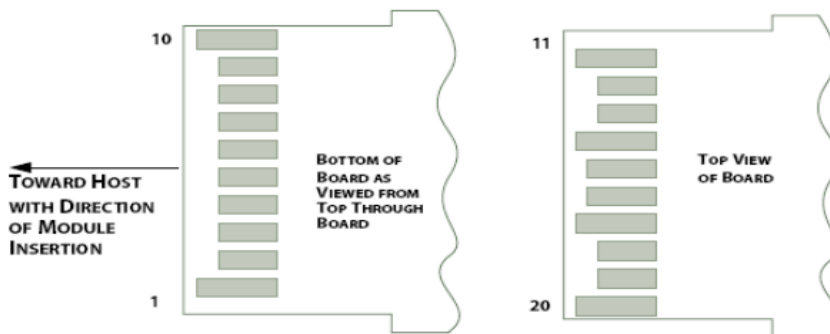 10
BOTTOM OF
BOARD AS
VIEWED FROM
TOP THROUGH
BOARD
TOWARD HOST
WITH DIRECTION
OF MODULE
INSERTION
1
11
TOP VIEW
OF BOARD
20